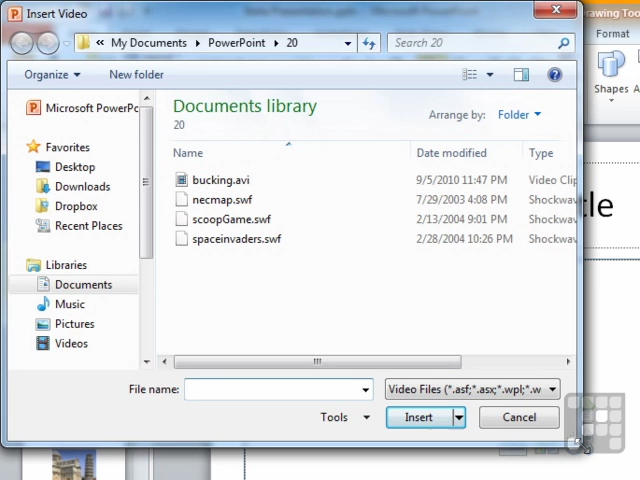 Insert Video
Drawing Too
« My Documents PowerPoint 20
Search 20
Format
Organize
New folder
Shapes
Microsoft PowerPo
Documents library
20
Arrange by: Folder
Name Date modified Type
Favorites
Desktop
Downloads
Dropbox
Recent Places
bucking.avi 9/5/2010 11:47 PM Video Clip
necmap.swf 7/29/2003 4:08 PM Shockwav
scoopGame.swf 2/13/2004 9:01 PM Shockwav
spaceinvaders.swf 2/28/2004 10:26 PM Shockwav
tle
Libraries
Documents
Music
Pictures
Videos
File name:
Video Files (*.asf;*.asx;*.wpl;*.w
Tools
Insert
Cancel